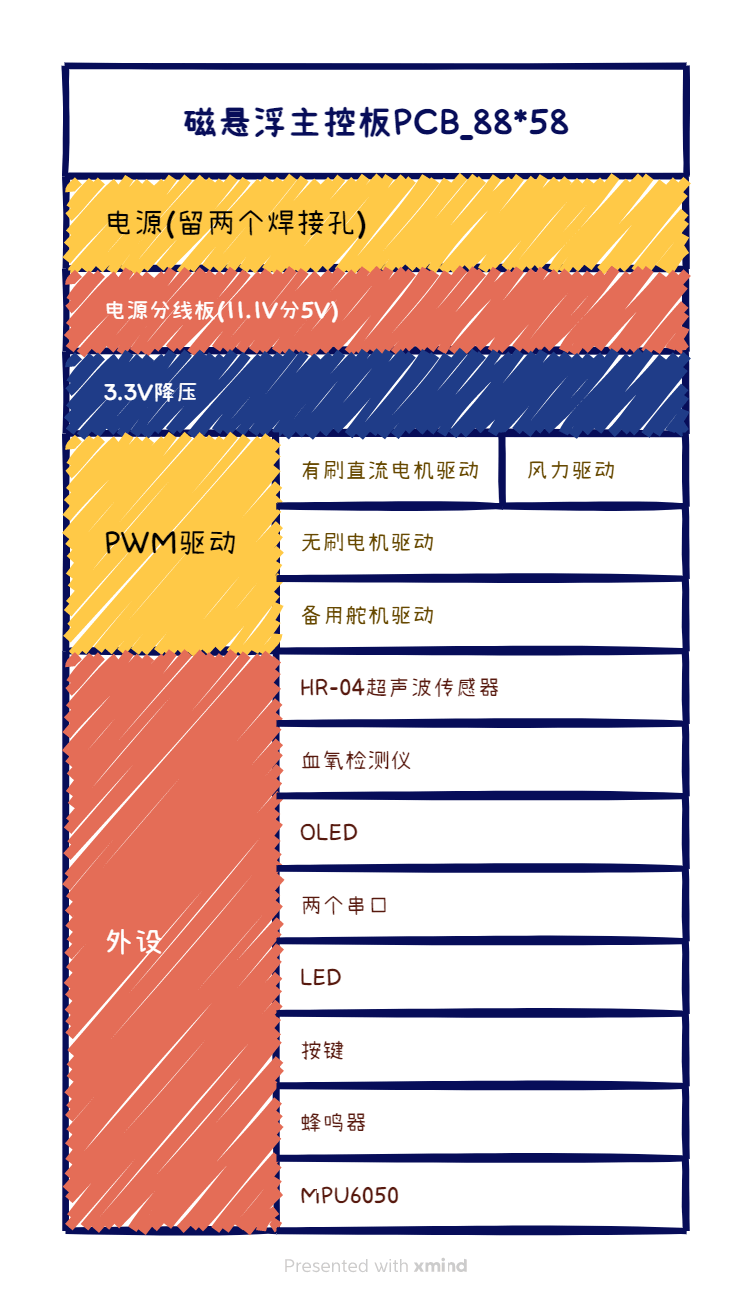 磁悬浮主控板PCB_88*58
电源(留两个焊接孔)
电源分线板(11.1V分5V)
3.3V降压
PWM驱动
有刷直流电机驱动
风力驱动
无刷电机驱动
备用舵机驱动
外设
HR-04超声波传感器
血氧检测仪
OLED
两个串口
LED
按键
蜂鸣器
MPU6050
Presented with xmind